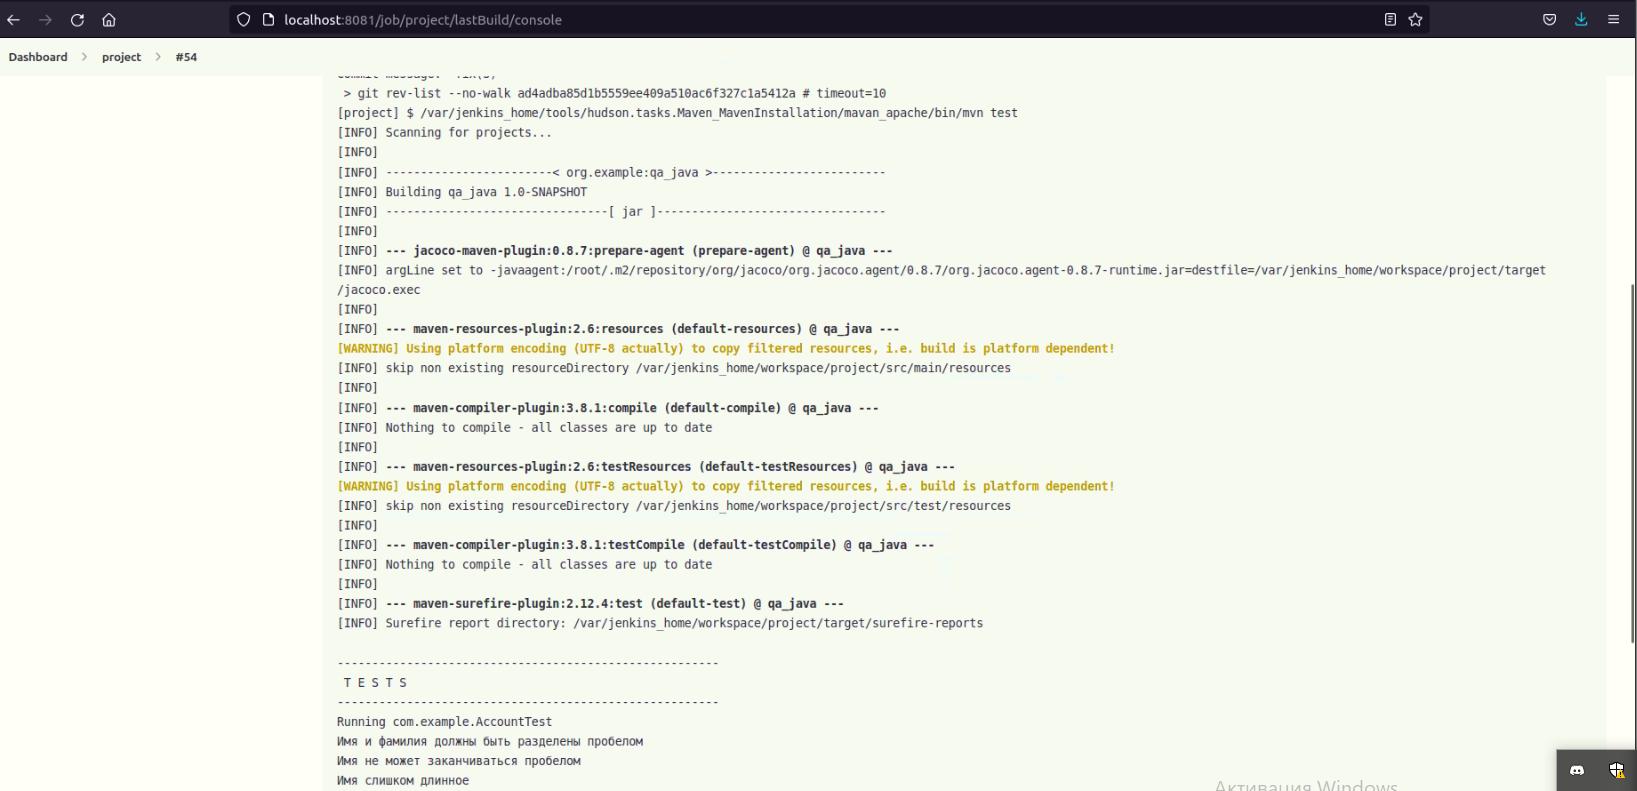 localhost:8081/job/project/lastBuild/console
Dashboard > project > #54
> git rev-list --no-walk ad4adba85d1b5559ee409a510ac6f327c1a5412a # timeout=10
[project] $ /var/jenkins_home/tools/hudson.tasks.Maven_MavenInstallation/mavan_apache/bin/mvn test
[INFO] Scanning for projects...
[INFO]
[INFO] ------------------------< org.example:qa_java >-------------------------
[INFO] Building qa_java 1.0-SNAPSHOT
[INFO] --------------------------------[ jar ]---------------------------------
[INFO]
[INFO] --- jacoco-maven-plugin:0.8.7:prepare-agent (prepare-agent) @ qa_java ---
[INFO] argLine set to -javaagent:/root/.m2/repository/org/jacoco/org.jacoco.agent/0.8.7/org.jacoco.agent-0.8.7-runtime.jar=destfile=/var/jenkins_home/workspace/project/target
/jacoco.exec
[INFO]
[INFO] --- maven-resources-plugin:2.6:resources (default-resources) @ qa_java ---
[WARNING] Using platform encoding (UTF-8 actually) to copy filtered resources, i.e. build is platform dependent!
[INFO] skip non existing resourceDirectory /var/jenkins_home/workspace/project/src/main/resources
[INFO]
[INFO] --- maven-compiler-plugin:3.8.1:compile (default-compile) @ qa_java ---
[INFO] Nothing to compile - all classes are up to date
[INFO]
[INFO] --- maven-resources-plugin:2.6:testResources (default-testResources) @ qa_java ---
[WARNING] Using platform encoding (UTF-8 actually) to copy filtered resources, i.e. build is platform dependent!
[INFO] skip non existing resourceDirectory /var/jenkins_home/workspace/project/src/test/resources
[INFO]
[INFO] --- maven-compiler-plugin:3.8.1:testCompile (default-testCompile) @ qa_java ---
[INFO] Nothing to compile - all classes are up to date
[INFO]
[INFO] --- maven-surefire-plugin:2.12.4:test (default-test) @ qa_java ---
[INFO] Surefire report directory: /var/jenkins_home/workspace/project/target/surefire-reports
-------------------------------------------------------
T E S T S
-------------------------------------------------------
Running com.example.AccountTest
Имя и фамилия должны быть разделены пробелом
Имя не может заканчиваться пробелом
Имя слишком длинное
Активация Windows